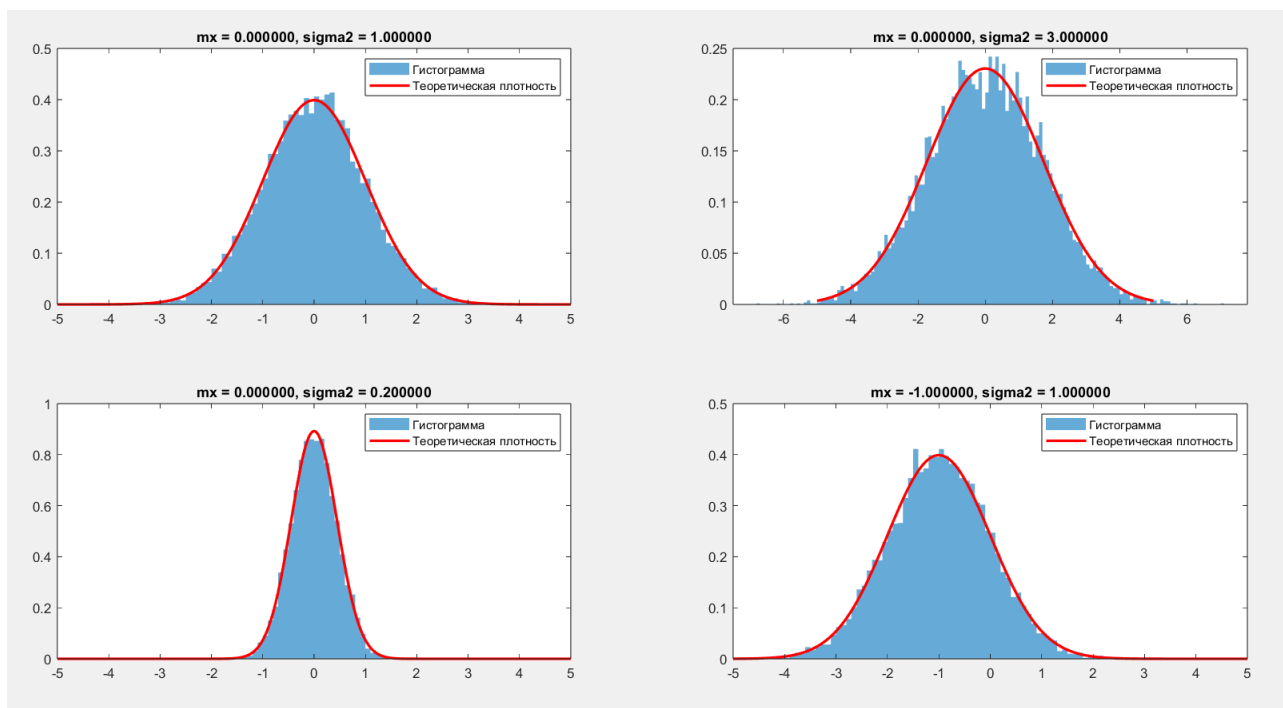 mx = 0.000000, sigma2 = 1.000000
0.5
0.4
0.3
0.2
0.1
0
-5 -4 -3 -2 -1 0 1 2 3 4 5
Гистограмма
Теоретическая плотность
mx = 0.000000, sigma2 = 3.000000
0.25
0.2
0.15
0.1
0.05
0
-6 -4 -2 0 2 4 6
Гистограмма
Теоретическая плотность
mx = 0.000000, sigma2 = 0.200000
1
0.8
0.6
0.4
0.2
0
-5 -4 -3 -2 -1 0 1 2 3 4 5
Гистограмма
Теоретическая плотность
mx = -1.000000, sigma2 = 1.000000
0.5
0.4
0.3
0.2
0.1
0
-5 -4 -3 -2 -1 0 1 2 3 4 5
Гистограмма
Теоретическая плотность